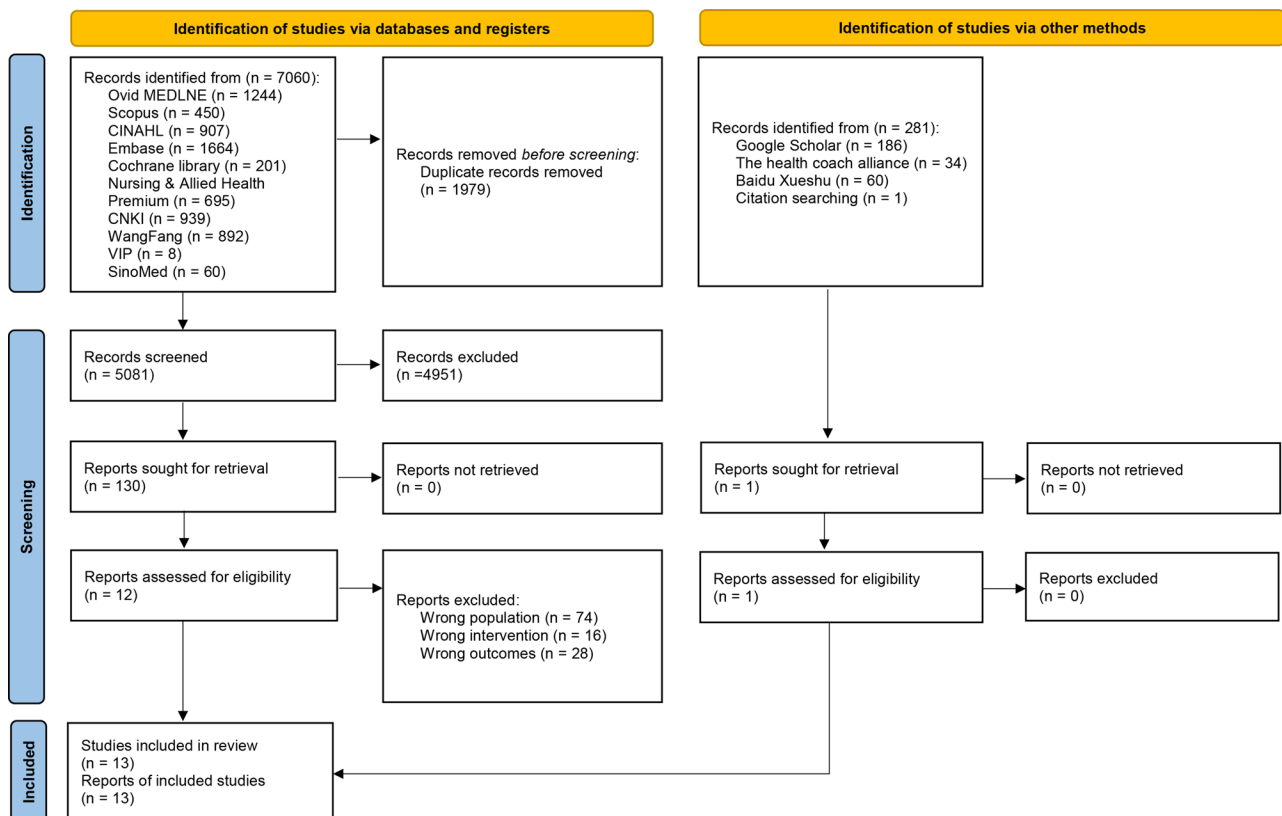 Identification of studies via databases and registers
Identification of studies via other methods
Identification
Records identified from (n = 7060):
Ovid MEDLNE (n = 1244)
Scopus (n = 450)
CINAHL (n = 907)
Embase (n = 1664)
Cochrane library (n = 201)
Nursing & Allied Health
Premium (n = 695)
CNKI (n = 939)
WangFang (n = 892)
VIP (n = 8)
SinoMed (n = 60)
Records removed before screening:
Duplicate records removed
(n = 1979)
Records identified from (n = 281):
Google Scholar (n = 186)
The health coach alliance (n = 34)
Baidu Xueshu (n = 60)
Citation searching (n = 1)
Screening
Records screened
(n = 5081)
Records excluded
(n =4951)
Reports sought for retrieval
(n = 130)
Reports not retrieved
(n = 0)
Reports sought for retrieval
(n = 1)
Reports not retrieved
(n = 0)
Reports assessed for eligibility
(n = 12)
Reports excluded:
Wrong population (n = 74)
Wrong intervention (n = 16)
Wrong outcomes (n = 28)
Reports assessed for eligibility
(n = 1)
Reports excluded
(n = 0)
Included
Studies included in review
(n = 13)
Reports of included studies
(n = 13)